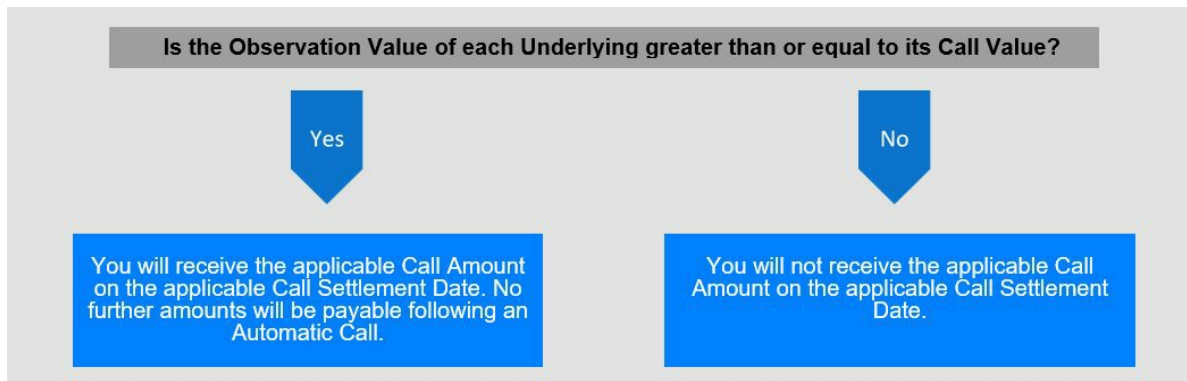 Is the Observation Value of each Underlying greater than or equal to its Call Value?
Yes
No
You will receive the applicable Call Amount
on the applicable Call Settlement Date. No
further amounts will be payable following an
Automatic Call.
You will not receive the applicable Call
Amount on the applicable Call Settlement
Date.